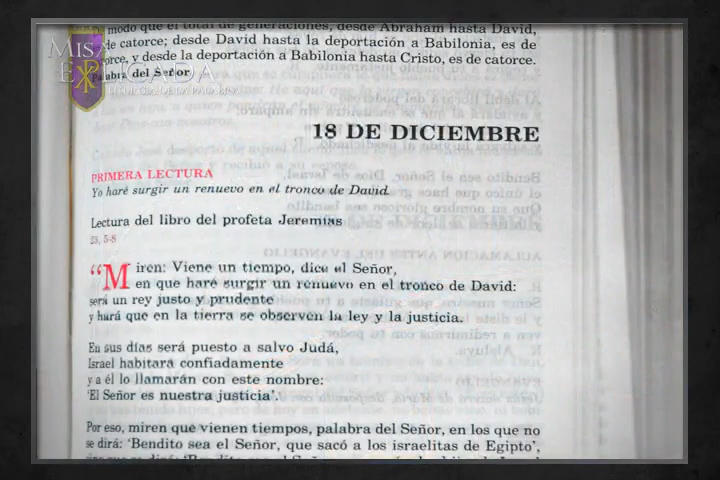 modo que el total de generaciones, desde Abraham hasta David,
de catorce; desde David hasta la deportación a Babilonia, es de
catorce, y desde la deportación a Babilonia hasta Cristo, es de catorce.
Palabra del Señor
MISA
EXPLICADA
LITURGIA DE LA PALABRA
18 DE DICIEMBRE
PRIMERA LECTURA
Yo haré surgir un renuevo en el tronco de David.
Lectura del libro del profeta Jeremías
23, 5-8
“Miren: Viene un tiempo, dice el Señor,
en que haré surgir un renuevo en el tronco de David:
será un rey justo y prudente
y hará que en la tierra se observen la ley y la justicia.
En sus días será puesto a salvo Judá,
Israel habitará confiadamente
y a él lo llamarán con este nombre:
‘El Señor es nuestra justicia’.
Por eso, miren que vienen tiempos, palabra del Señor, en los que no
se dirá: ‘Bendito sea el Señor, que sacó a los israelitas de Egipto’,